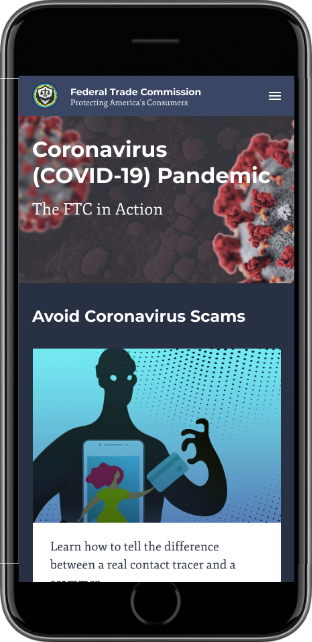 Federal Trade Commission
Protecting America's Consumers
Coronavirus
(COVID-19) Pandemic
The FTC in Action
Avoid Coronavirus Scams
Learn how to tell the difference
between a real contact tracer and a